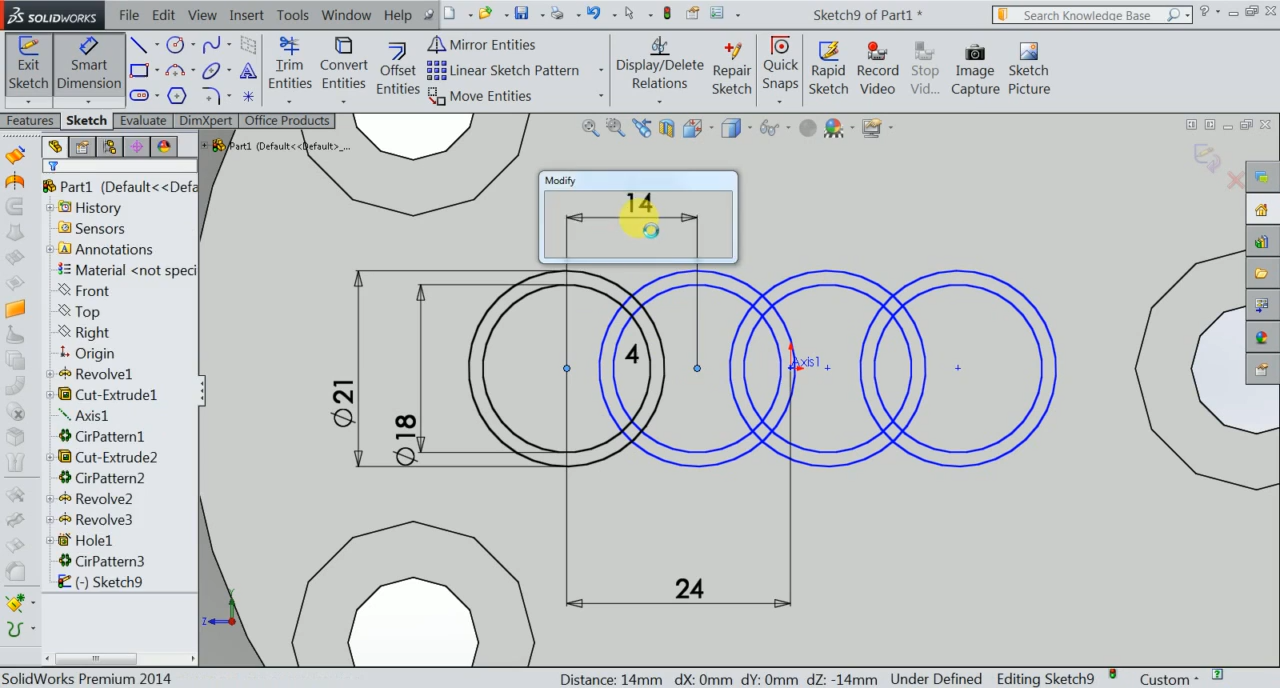 SOLIDWORKS File Edit View Insert Tools Window Help Sketch9 of Part1 * Search Knowledge Base ?
Exit Sketch
Smart Dimension
Trim Entities
Convert Entities
Offset Entities
Mirror Entities
Linear Sketch Pattern
Move Entities
Display/Delete Relations
Repair Sketch
Quick Snaps
Rapid Sketch
Record Video
Stop Vid...
Image Capture
Sketch Picture
Features Sketch Evaluate DimXpert Office Products
Part1 (Default<<Default>_...
Part1 (Default<<Defa
History
Sensors
Annotations
Material <not speci
Front
Top
Right
Origin
Revolve1
Cut-Extrude1
Axis1
CirPattern1
Cut-Extrude2
CirPattern2
Revolve2
Revolve3
Hole1
CirPattern3
(-) Sketch9
Modify
14
4
Axis1
Ø21
Ø18
24
Y
Z
SolidWorks Premium 2014 Distance: 14mm dX: 0mm dY: 0mm dZ: -14mm Under Defined Editing Sketch9 Custom